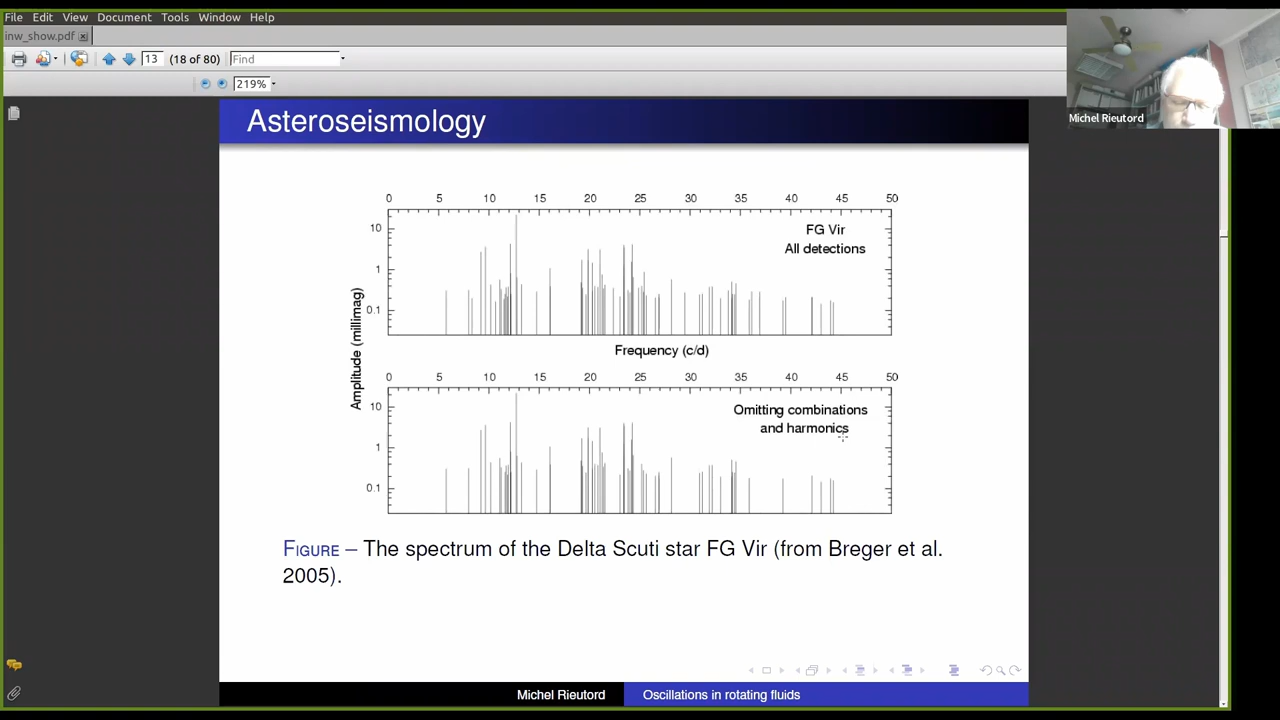 File Edit View Document Tools Window Help
inw_show.pdf
13 (18 of 80) Find
219%
Michel Rieutord
Asteroseismology
0 5 10 15 20 25 30 35 40 45 50
10
1
0.1
FG Vir
All detections
Amplitude (millimag)
Frequency (c/d)
0 5 10 15 20 25 30 35 40 45 50
10
1
0.1
Omitting combinations
and harmonics
FIGURE – The spectrum of the Delta Scuti star FG Vir (from Breger et al.
2005).
Michel Rieutord Oscillations in rotating fluids